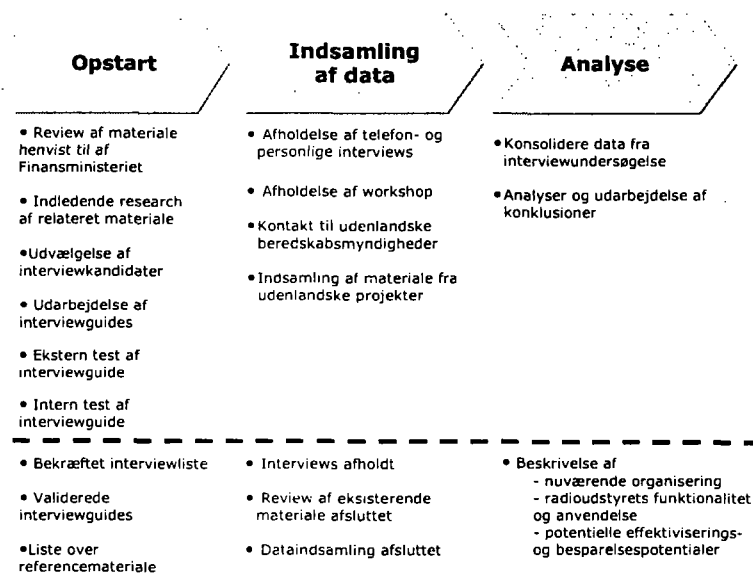 Opstart
• Review af materiale
henvist til af
Finansministeriet
• Indledende research
af relateret materiale
•Udvælgelse af
interviewkandidater
• Udarbejdelse af
interviewguides
• Ekstern test af
interviewguide
• Intern test af
interviewguide
• Bekræftet interviewliste
• Validerede
interviewguides
•Liste over
referencemateriale
Indsamling
af data
• Afholdelse af telefon- og
personlige interviews
• Afholdelse af workshop
• Kontakt til udenlandske
beredskabsmyndigheder
• Indsamling af materiale fra
udenlandske projekter
• Interviews afholdt
• Review af eksisterende
materiale afsluttet
• Dataindsamling afsluttet
Analyse
• Konsolidere data fra
interviewundersøgelse
• Analyser og udarbejdelse af
konklusioner
• Beskrivelse af
- nuværende organisering
- radioudstyrets funktionalitet
og anvendelse
- potentielle effektiviserings-
og besparelsespotentialer